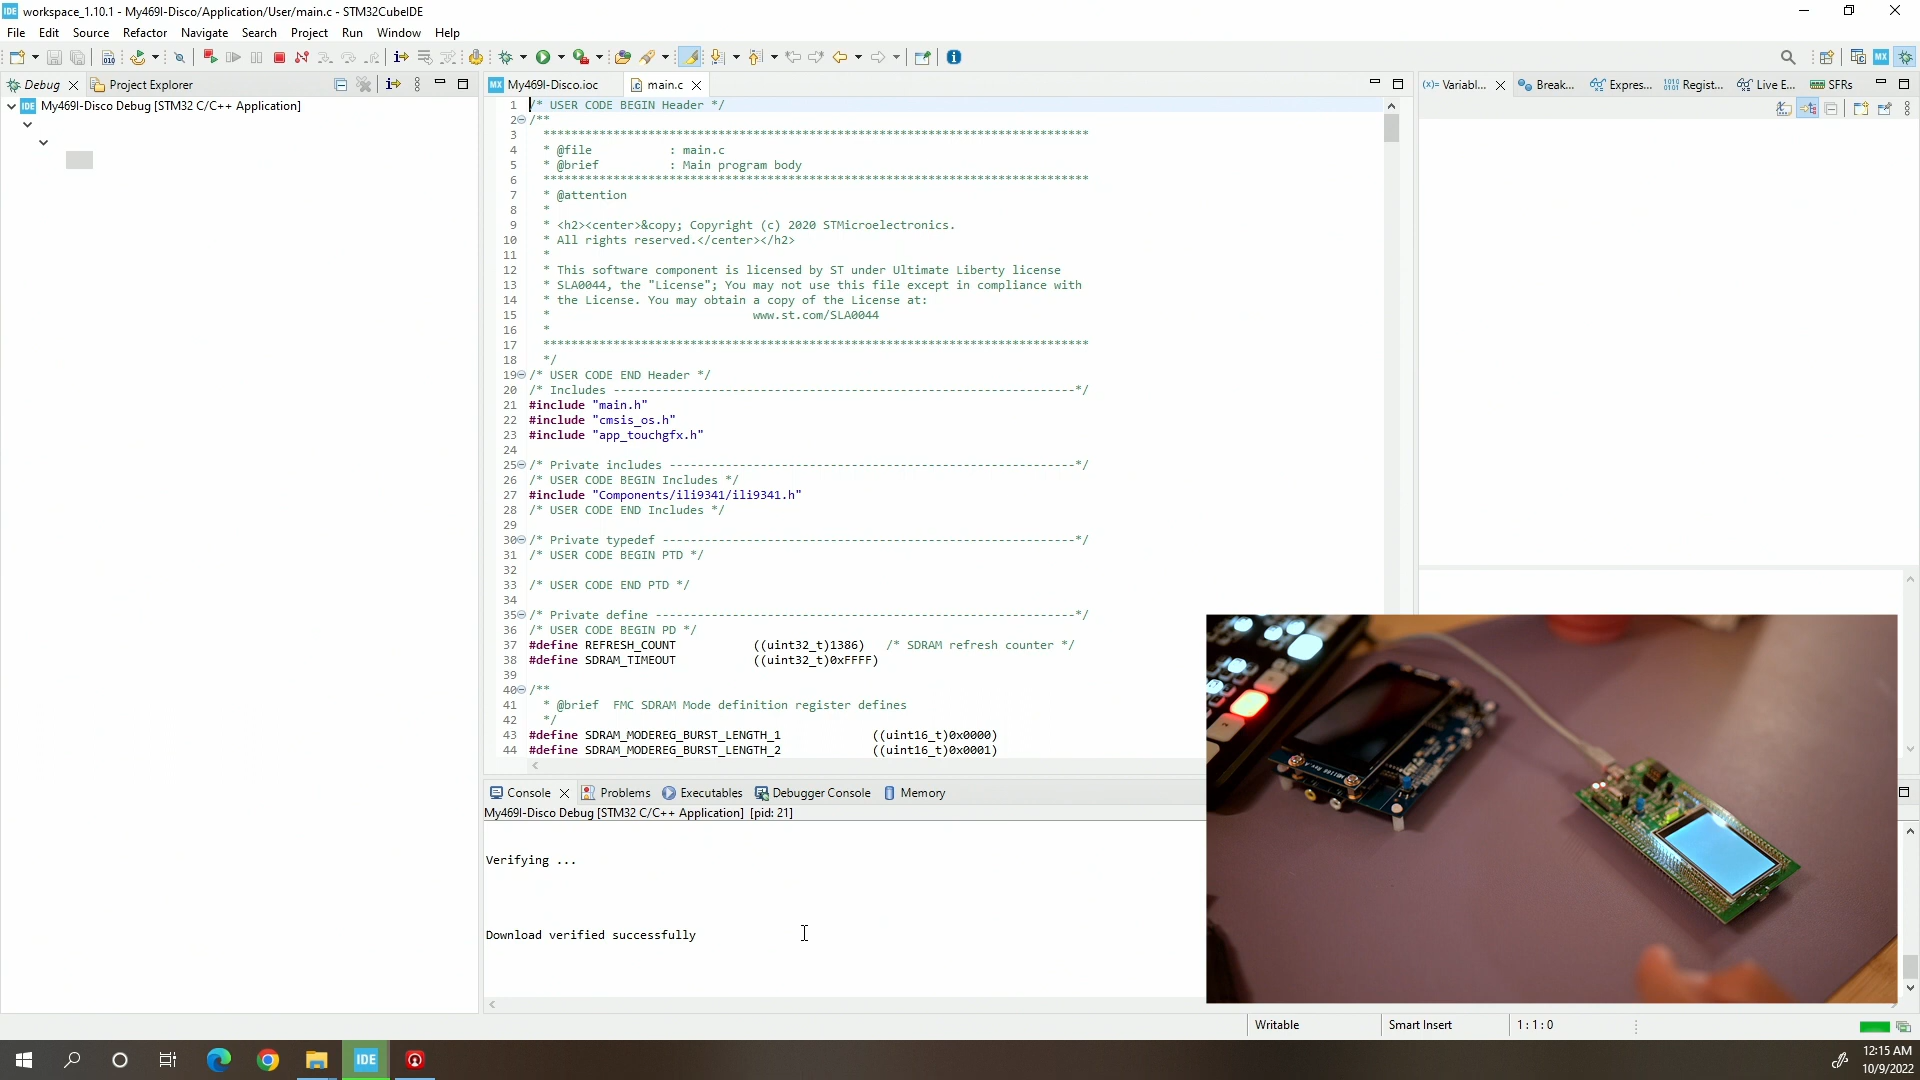 IDE workspace_1.10.1 - My469I-Disco/Application/User/main.c - STM32CubeIDE
File Edit Source Refactor Navigate Search Project Run Window Help
Debug Project Explorer
IDE My469I-Disco Debug [STM32 C/C++ Application]
MX My469I-Disco.ioc main.c
1 /* USER CODE BEGIN Header */
2 /**
3 ******************************************************************************
4 * @file : main.c
5 * @brief : Main program body
6 ******************************************************************************
7 * @attention
8 *
9 * <h2><center>&copy; Copyright (c) 2020 STMicroelectronics.
10 * All rights reserved.</center></h2>
11 *
12 * This software component is licensed by ST under Ultimate Liberty license
13 * SLA0044, the "License"; You may not use this file except in compliance with
14 * the License. You may obtain a copy of the License at:
15 * www.st.com/SLA0044
16 *
17 ******************************************************************************
18 */
19 /* USER CODE END Header */
20 /* Includes ------------------------------------------------------------------*/
21 #include "main.h"
22 #include "cmsis_os.h"
23 #include "app_touchgfx.h"
24
25 /* Private includes ----------------------------------------------------------*/
26 /* USER CODE BEGIN Includes */
27 #include "Components/ili9341/ili9341.h"
28 /* USER CODE END Includes */
29
30 /* Private typedef -----------------------------------------------------------*/
31 /* USER CODE BEGIN PTD */
32
33 /* USER CODE END PTD */
34
35 /* Private define ------------------------------------------------------------*/
36 /* USER CODE BEGIN PD */
37 #define REFRESH_COUNT ((uint32_t)1386) /* SDRAM refresh counter */
38 #define SDRAM_TIMEOUT ((uint32_t)0xFFFF)
39
40 /**
41 * @brief FMC SDRAM Mode definition register defines
42 */
43 #define SDRAM_MODEREG_BURST_LENGTH_1 ((uint16_t)0x0000)
44 #define SDRAM_MODEREG_BURST_LENGTH_2 ((uint16_t)0x0001)
(x)= Variabl... Break... Expres... Regist... Live E... SFRs
Console Problems Executables Debugger Console Memory
My469I-Disco Debug [STM32 C/C++ Application] [pid: 21]
Verifying ...
Download verified successfully
Writable Smart Insert 1 : 1 : 0
IDE
12:15 AM
10/9/2022